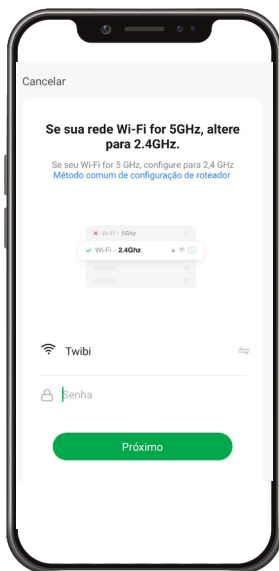 Cancelar
Se sua rede Wi-Fi for 5GHz, altere
para 2.4GHz.
Se seu Wi-Fi for 5 GHz, configure para 2,4 GHz
Método comum de configuração de roteador
Wi-Fi - 5Ghz
Wi-Fi - 2.4Ghz
Twibi
Senha
Próximo